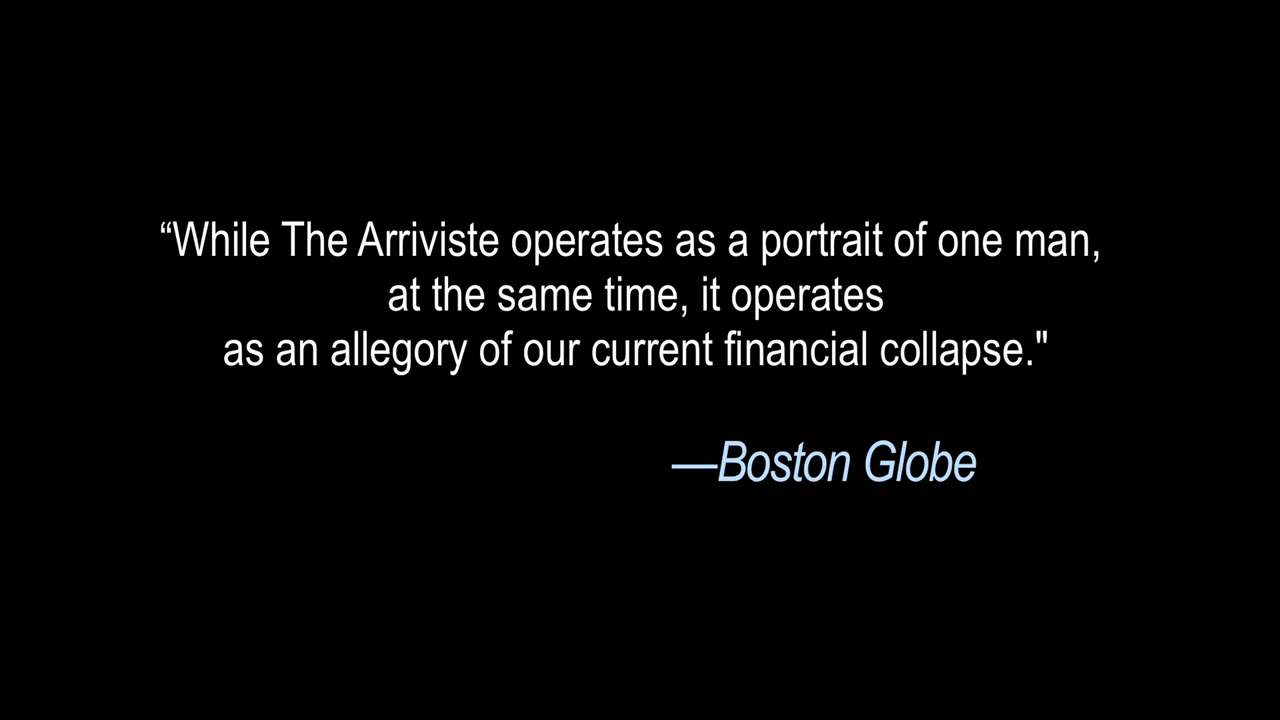 “While The Arriviste operates as a portrait of one man,
at the same time, it operates
as an allegory of our current financial collapse."
—Boston Globe